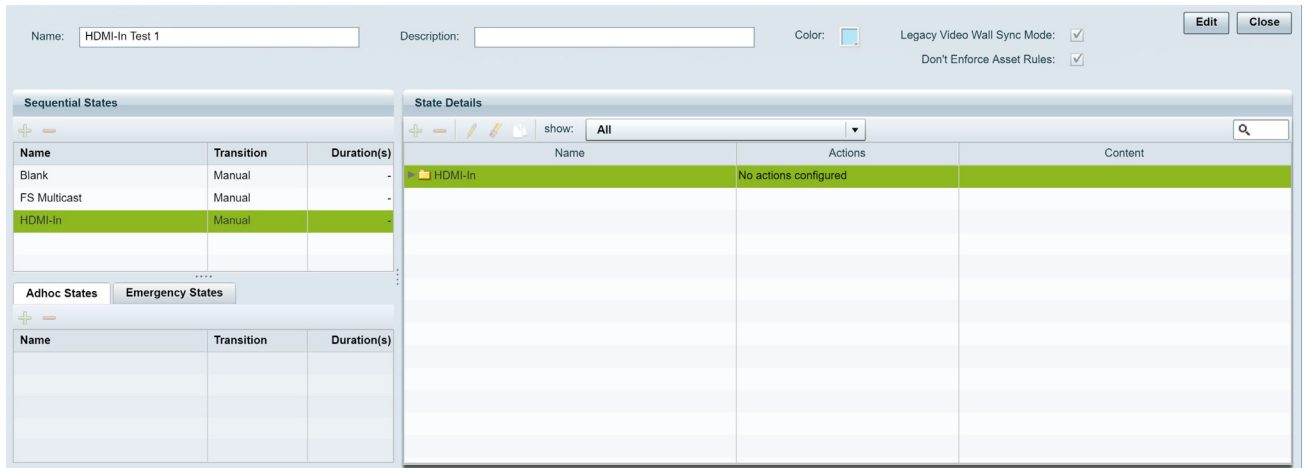 Name: HDMI-In Test 1 Description: Color: Legacy Video Wall Sync Mode: Edit Close
Don't Enforce Asset Rules:
Sequential States
Name Transition Duration(s)
Blank Manual -
FS Multicast Manual -
HDMI-In Manual -
Adhoc States Emergency States
Name Transition Duration(s)
State Details
show: All
Name Actions Content
HDMI-In No actions configured